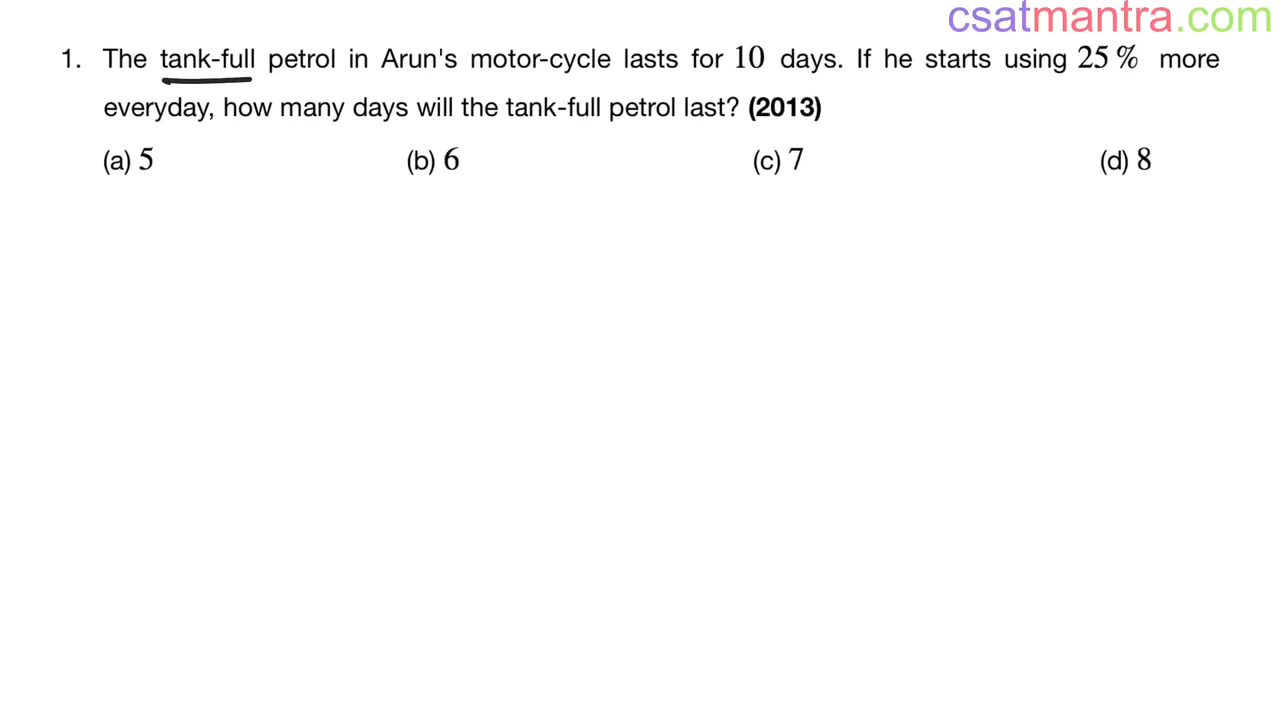 csatmantra.com
1. The tank-full petrol in Arun's motor-cycle lasts for 10 days. If he starts using 25 % more
everyday, how many days will the tank-full petrol last? (2013)
(a) 5 (b) 6 (c) 7 (d) 8